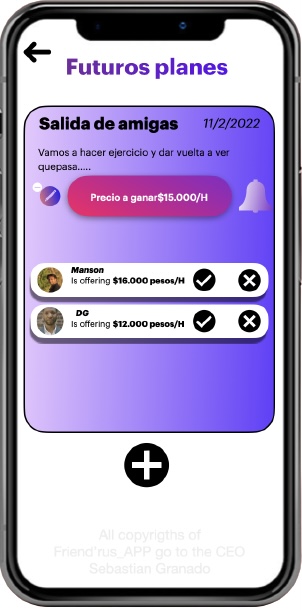 Futuros planes
Salida de amigas 11/2/2022
Vamos a hacer ejercicio y dar vuelta a ver
quepasa.....
Precio a ganar$15.000/H
Manson
Is offering $16.000 pesos/H
DG
Is offering $12.000 pesos/H
All copyrigths of
Friend'rus_APP go to the CEO
Sebastian Granado